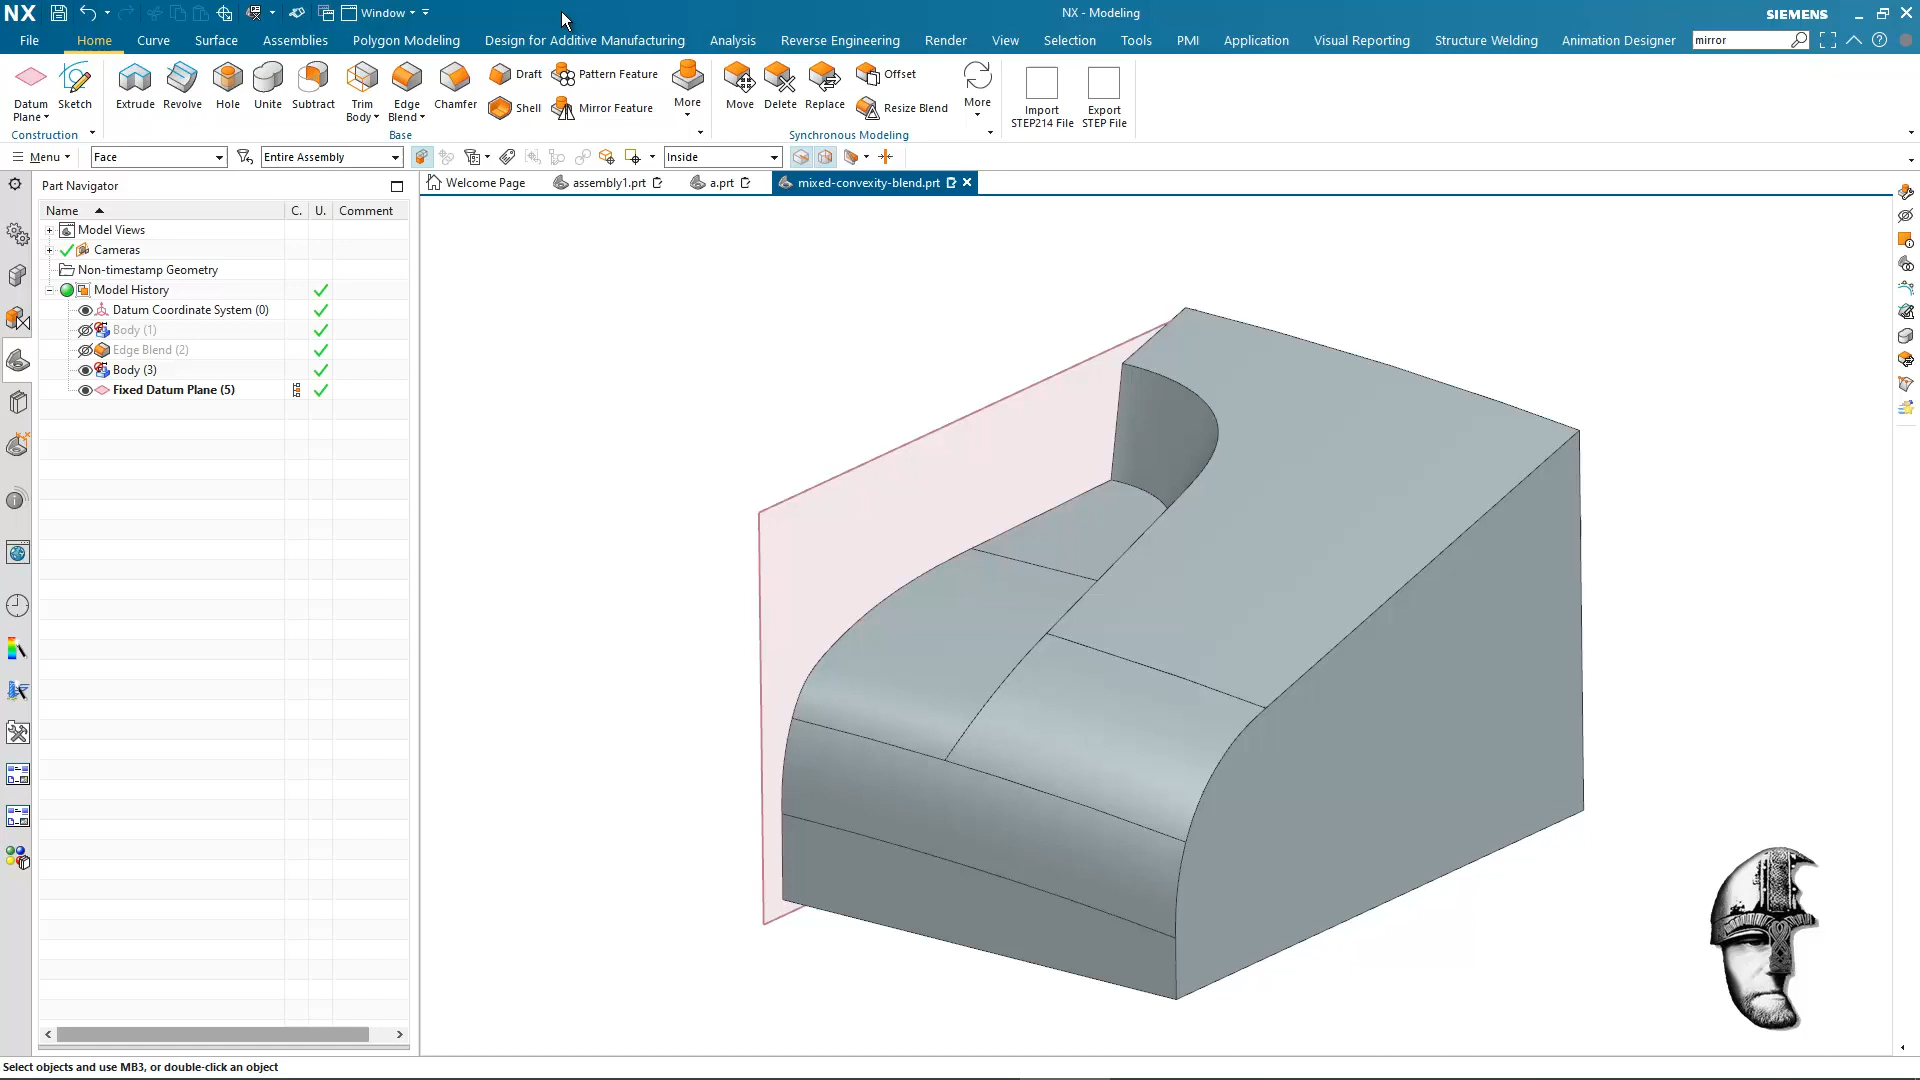 NX Window NX - Modeling SIEMENS
File Home Curve Surface Assemblies Polygon Modeling Design for Additive Manufacturing Analysis Reverse Engineering Render View Selection Tools PMI Application Visual Reporting Structure Welding Animation Designer mirror
Datum Plane
Sketch
Extrude
Revolve
Hole
Unite
Subtract
Trim Body
Edge Blend
Chamfer
Draft
Shell
Pattern Feature
Mirror Feature
More
Move
Delete
Replace
Offset
Resize Blend
More
Import STEP214 File
Export STEP File
Construction Base Synchronous Modeling
Menu Face Entire Assembly Inside
Part Navigator
Welcome Page assembly1.prt a.prt mixed-convexity-blend.prt
Name C. U. Comment
Model Views
Cameras
Non-timestamp Geometry
Model History
Datum Coordinate System (0)
Body (1)
Edge Blend (2)
Body (3)
Fixed Datum Plane (5)
Select objects and use MB3, or double-click an object